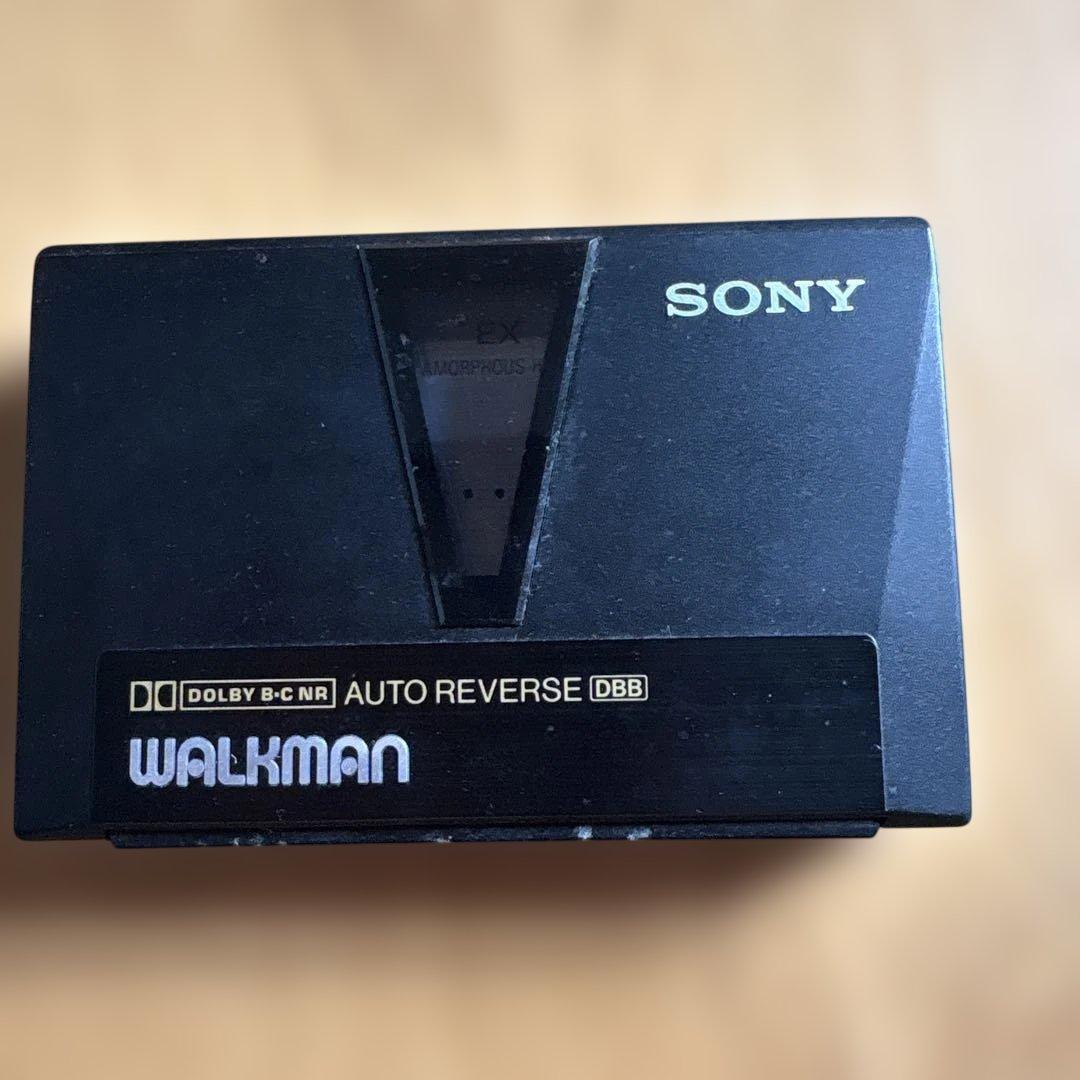 SONY
EX
AMORPHOUS
DOLBY B·C NR AUTO REVERSE DBB
WALKMAN